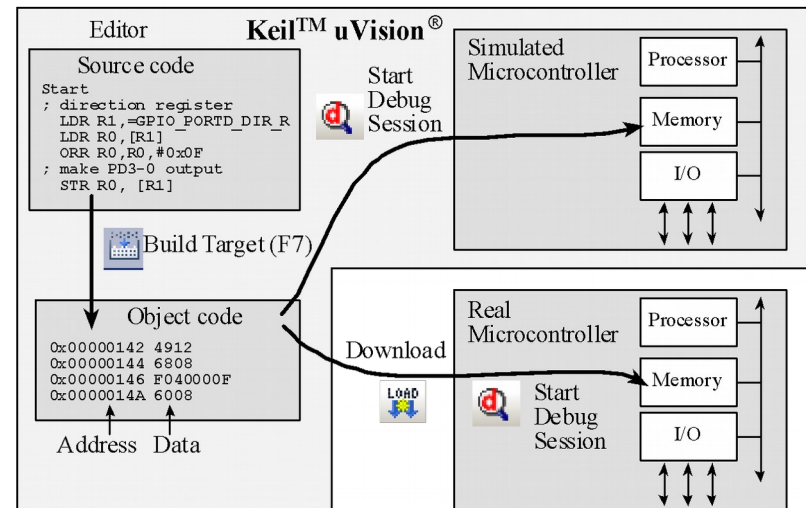 Editor
Keil™ uVision®
Source code
Start
; direction register
LDR R1,=GPIO_PORTD_DIR_R
LDR R0,[R1]
ORR R0,R0,#0x0F
; make PD3-0 output
STR R0, [R1]
Build Target (F7)
Object code
0x00000142 4912
0x00000144 6808
0x00000146 F040000F
0x0000014A 6008
Address Data
Start
Debug
Session
Simulated
Microcontroller
Processor
Memory
I/O
Download
LOAD
Start
Debug
Session
Real
Microcontroller
Processor
Memory
I/O